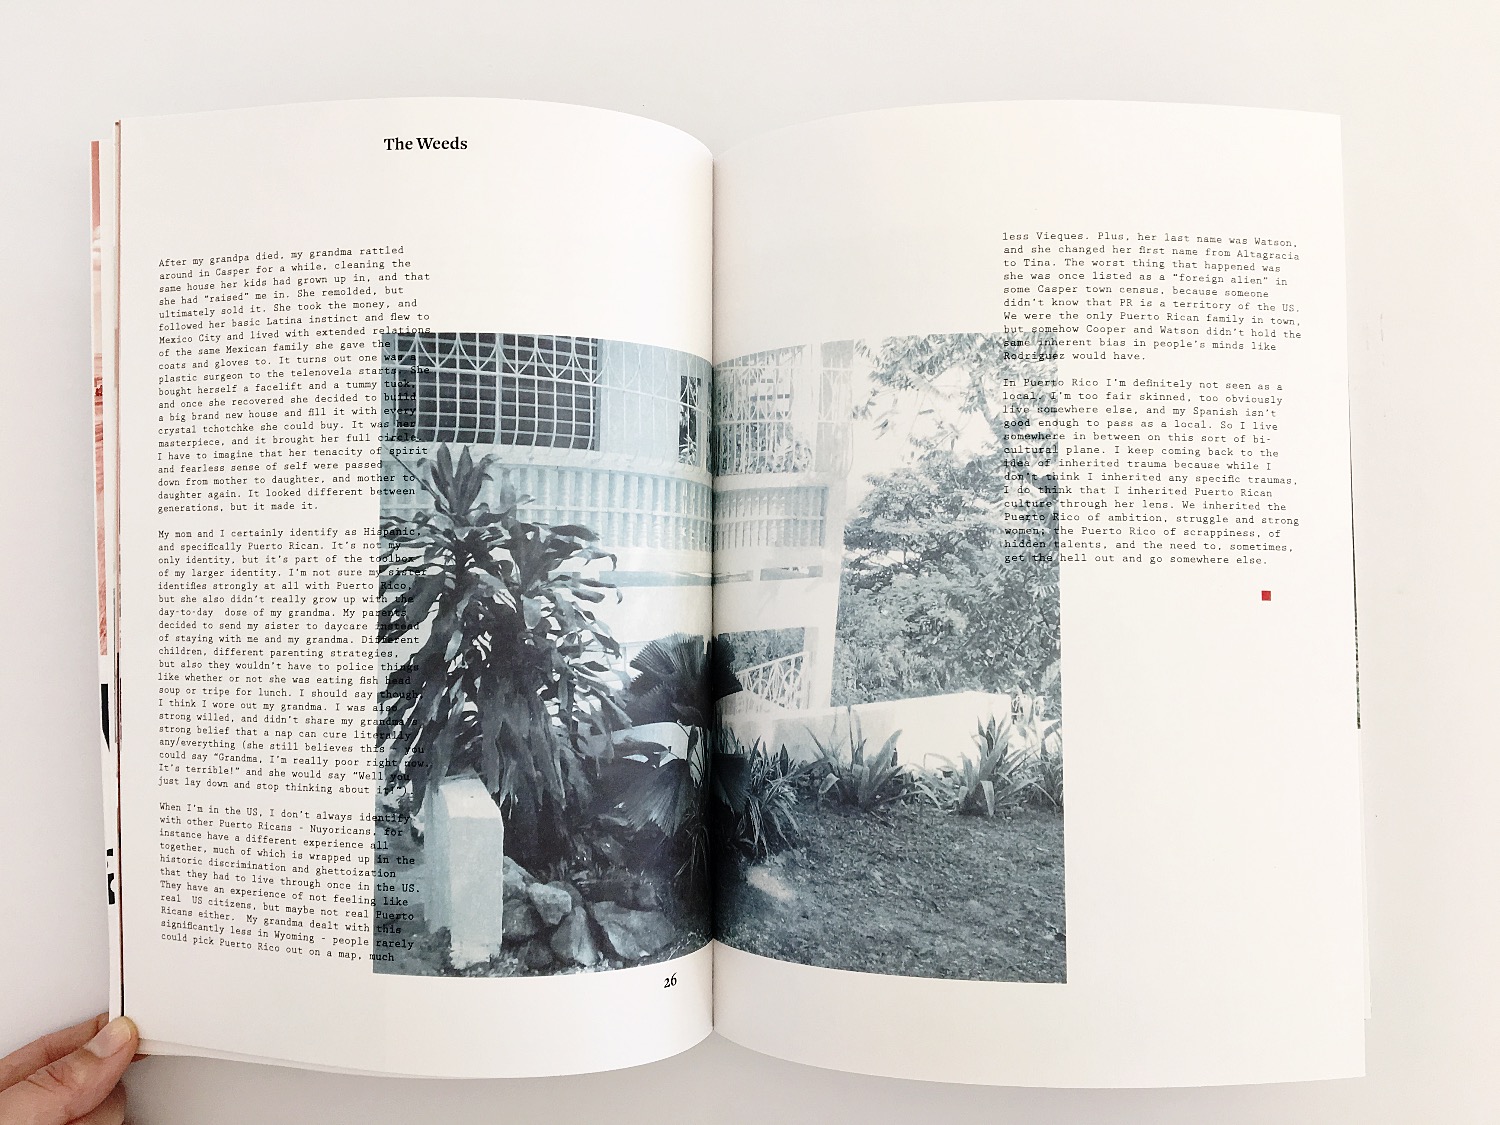 The Weeds
After my grandpa died, my grandma rattled
around in Casper for a while, cleaning the
same house her kids had grown up in, and that
she had “raised” me in. She remolded, but
ultimately sold it. She took the money, and
followed her basic Latina instinct and flew to
Mexico City and lived with extended relations
of the same Mexican family she gave the
coats and gloves to. It turns out one was a
plastic surgeon to the telenovela starts. She
bought herself a facelift and a tummy tuck,
and once she recovered she decided to build
a big brand new house and fill it with every
crystal tchotchke she could buy. It was her
masterpiece, and it brought her full circle.
I have to imagine that her tenacity of spirit
and fearless sense of self were passed
down from mother to daughter, and mother to
daughter again. It looked different between
generations, but it made it.
My mom and I certainly identify as Hispanic,
and specifically Puerto Rican. It’s not my
only identity, but it’s part of the toolbox
of my larger identity. I’m not sure my sister
identifies strongly at all with Puerto Rico,
but she also didn’t really grow up with the
day-to-day dose of my grandma. My parents
decided to send my sister to daycare instead
of staying with me and my grandma. Different
children, different parenting strategies,
but also they wouldn’t have to police things
like whether or not she was eating fish head
soup or tripe for lunch. I should say though,
I think I wore out my grandma. I was also
strong willed, and didn’t share my grandma’s
strong belief that a nap can cure literally
any/everything (she still believes this - you
could say “Grandma, I’m really poor right now.
It’s terrible!” and she would say “Well you
just lay down and stop thinking about it!”).
When I’m in the US, I don’t always identify
with other Puerto Ricans - Nuyoricans, for
instance have a different experience all
together, much of which is wrapped up in the
historic discrimination and ghettoization
that they had to live through once in the US.
They have an experience of not feeling like
real US citizens, but maybe not real Puerto
Ricans either. My grandma dealt with this
significantly less in Wyoming - people rarely
could pick Puerto Rico out on a map, much
26
less Vieques. Plus, her last name was Watson,
and she changed her first name from Altagracia
to Tina. The worst thing that happened was
she was once listed as a “foreign alien” in
some Casper town census, because someone
didn’t know that PR is a territory of the US.
We were the only Puerto Rican family in town,
but somehow Cooper and Watson didn’t hold the
same inherent bias in people’s minds like
Rodriguez would have.
In Puerto Rico I’m definitely not seen as a
local. I’m too fair skinned, too obviously
live somewhere else, and my Spanish isn’t
good enough to pass as a local. So I live
somewhere in between on this sort of bi-
cultural plane. I keep coming back to the
idea of inherited trauma because while I
don’t think I inherited any specific traumas,
I do think that I inherited Puerto Rican
culture through her lens. We inherited the
Puerto Rico of ambition, struggle and strong
women; the Puerto Rico of scrappiness, of
hidden talents, and the need to, sometimes,
get the hell out and go somewhere else.